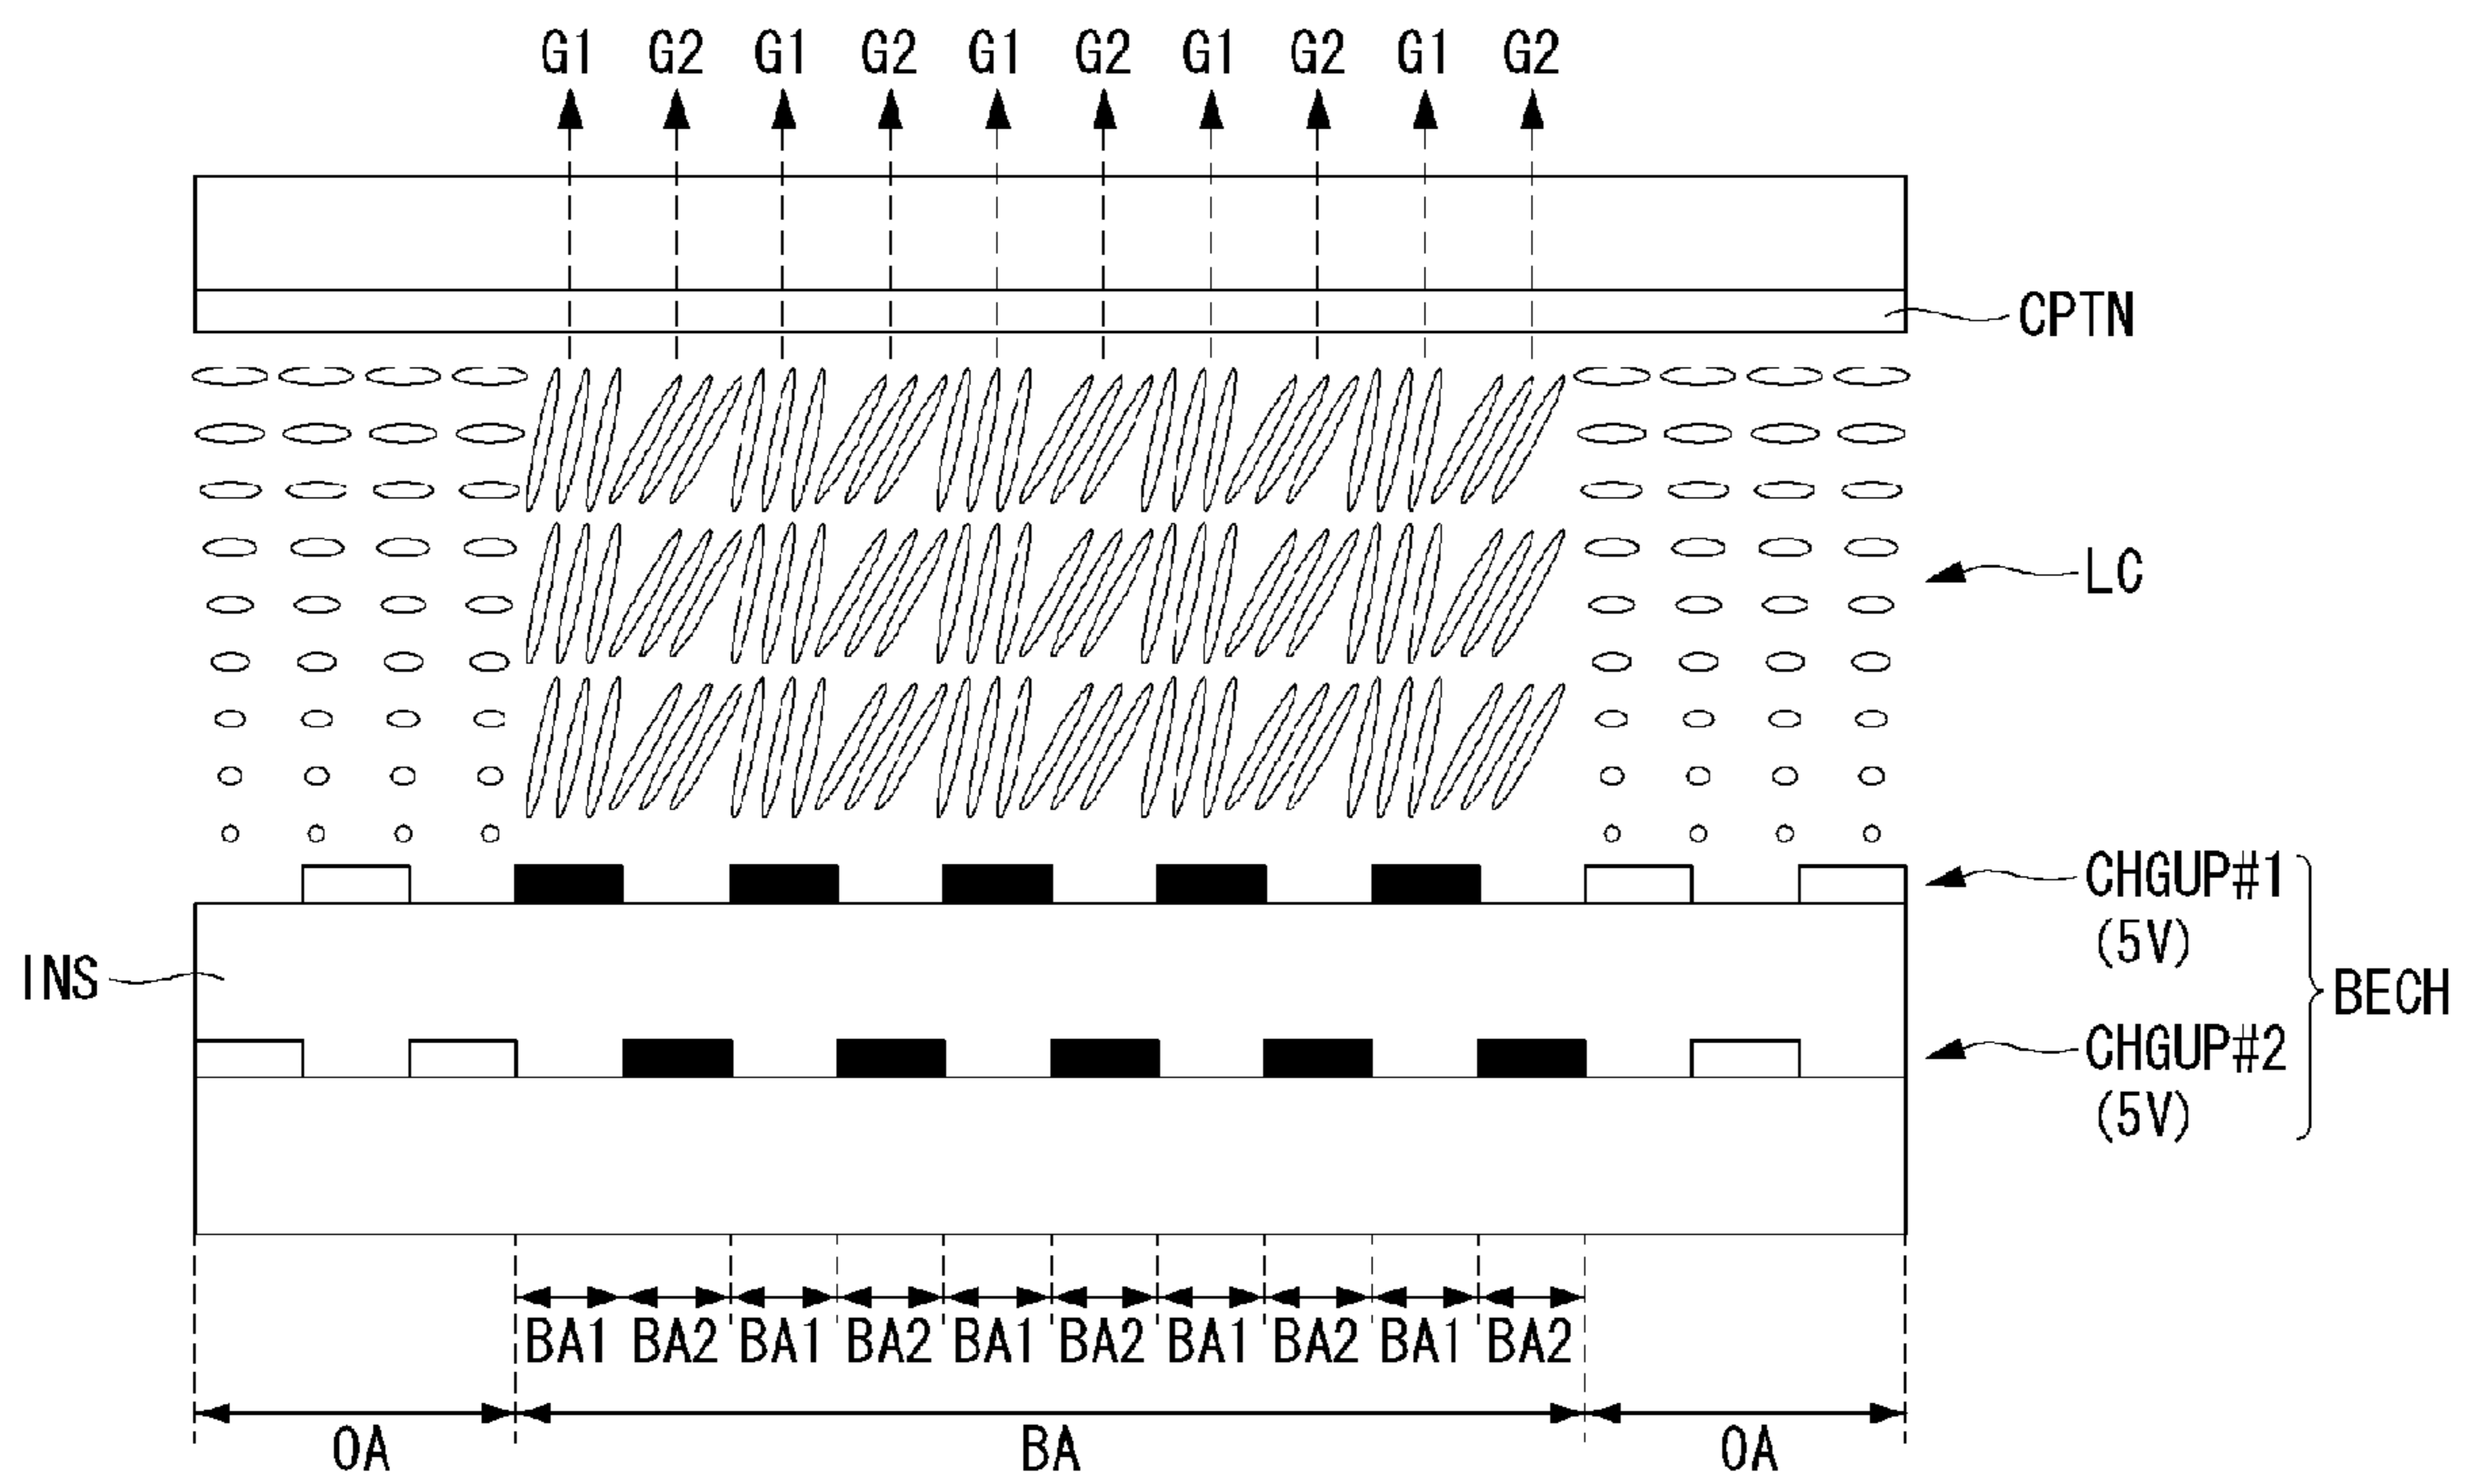 G1 G2 G1 G2 G1 G2 G1 G2 G1 G2
CPTN
LC
CHGUP#1
(5V)
INS
BECH
CHGUP#2
(5V)
BA1 BA2 BA1 BA2 BA1 BA2 BA1 BA2 BA1 BA2
OA BA OA